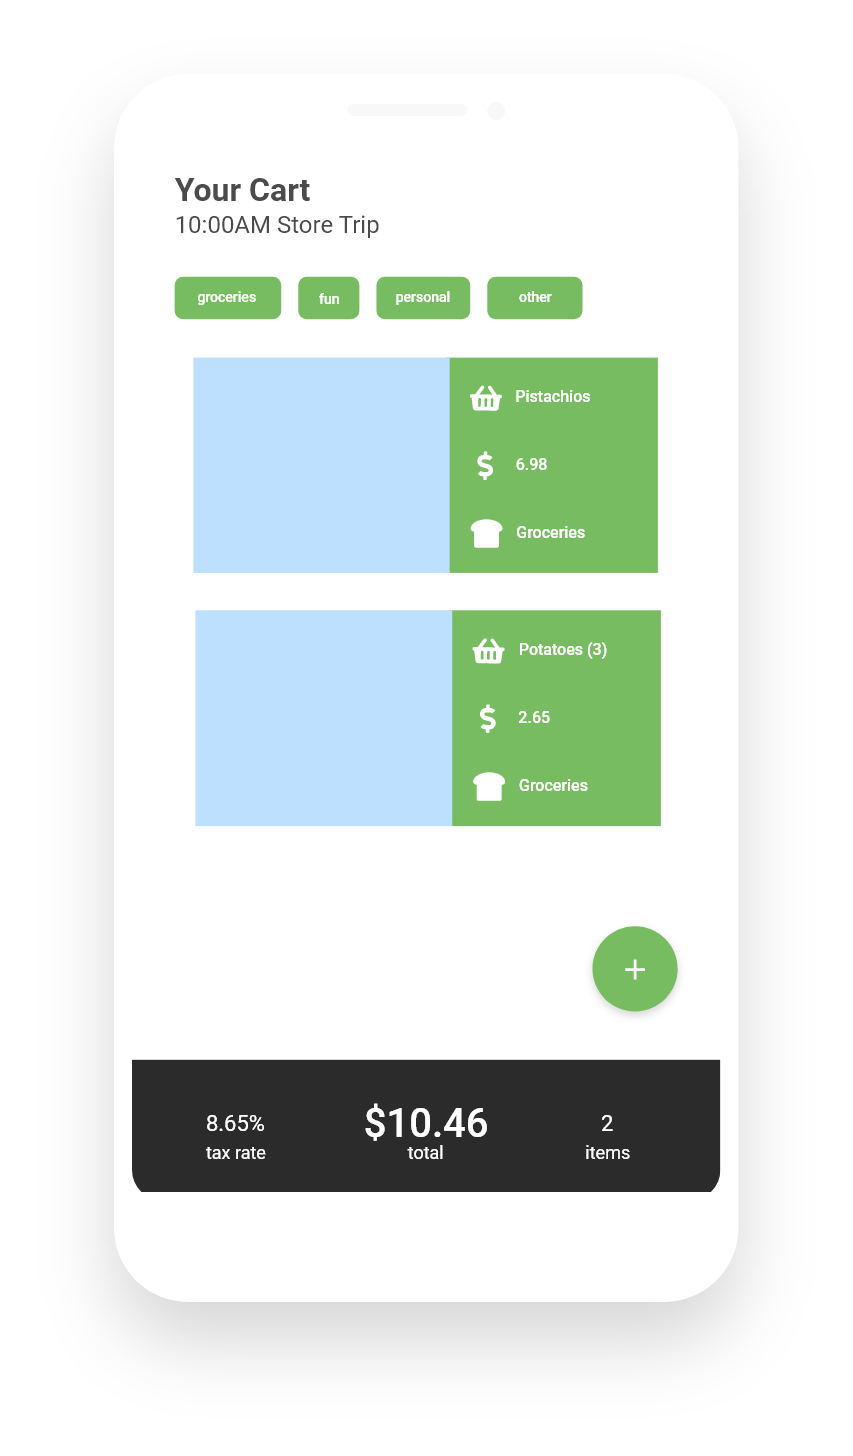 Your Cart
10:00AM Store Trip
groceries fun personal other
Pistachios
$ 6.98
Groceries
Potatoes (3)
$ 2.65
Groceries
+
8.65% $10.46 2
tax rate total items